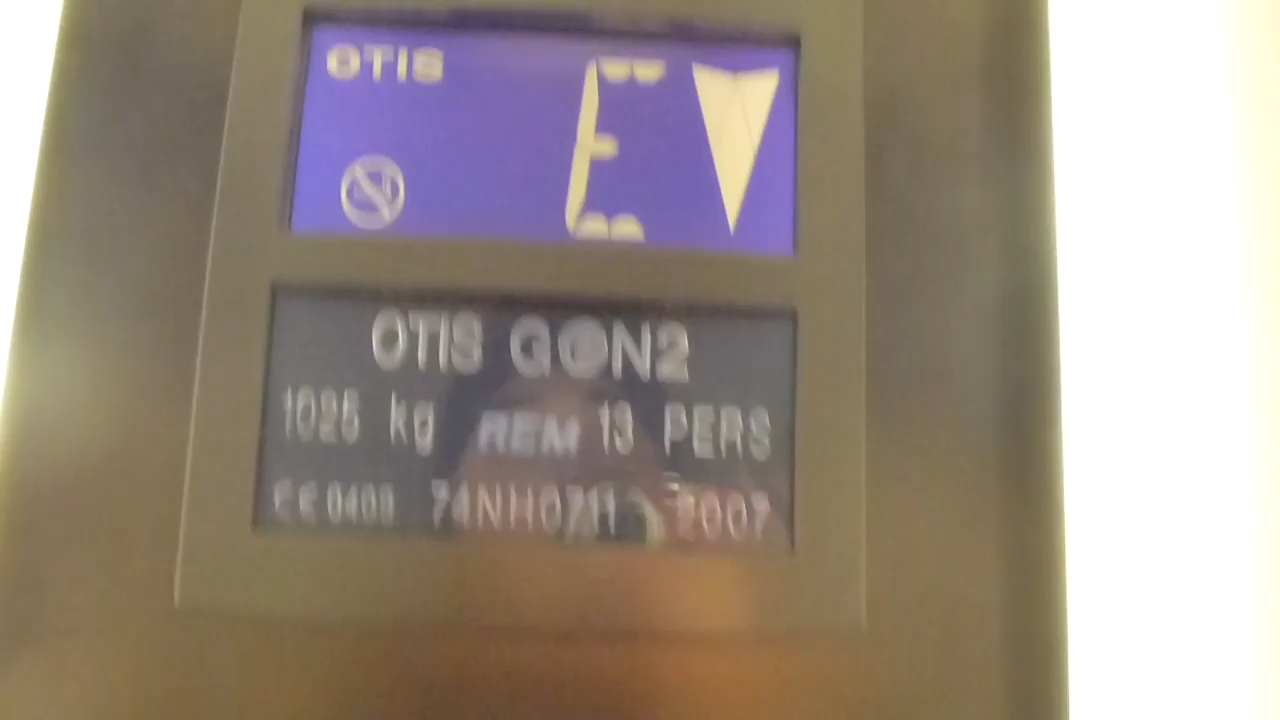 OTIS
E
OTIS GEN2
1025 kg REM 13 PERS
CE 0408 74NH0711 2007